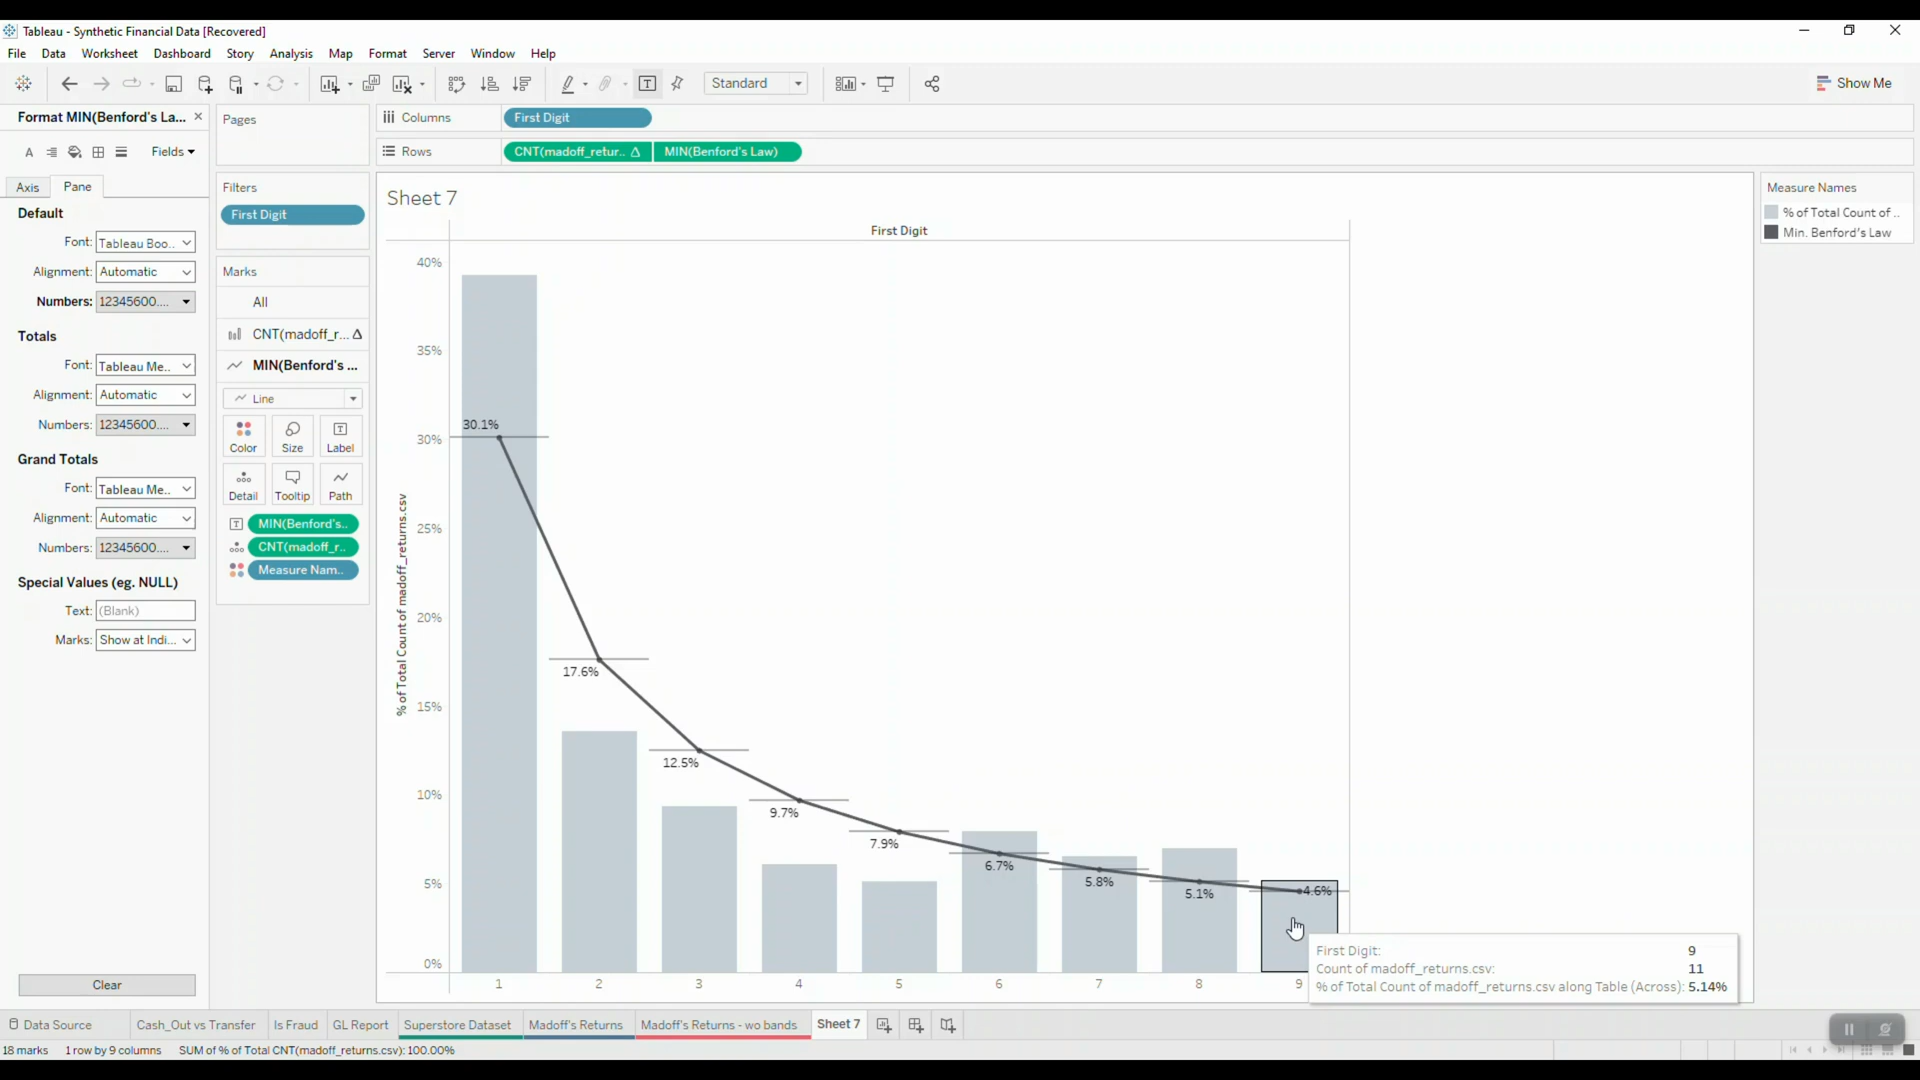 Tableau - Synthetic Financial Data [Recovered]
File Data Worksheet Dashboard Story Analysis Map Format Server Window Help
Standard
Show Me
Format MIN(Benford's La...
Fields
Axis Pane
Default
Font: Tableau Boo..
Alignment: Automatic
Numbers: 12345600....
Totals
Font: Tableau Me..
Alignment: Automatic
Numbers: 12345600....
Grand Totals
Font: Tableau Me..
Alignment: Automatic
Numbers: 12345600....
Special Values (eg. NULL)
Text: (Blank)
Marks: Show at Indi...
Clear
Pages
Filters
First Digit
Marks
All
CNT(madoff_r... Δ
MIN(Benford's ...
Line
Color Size Label
Detail Tooltip Path
MIN(Benford's..
CNT(madoff_r..
Measure Nam..
Columns First Digit
Rows CNT(madoff_retur.. Δ MIN(Benford's Law)
Sheet 7
First Digit
% of Total Count of madoff_returns.csv
40%
35%
30%
25%
20%
15%
10%
5%
0%
30.1%
17.6%
12.5%
9.7%
7.9%
6.7%
5.8%
5.1%
4.6%
1 2 3 4 5 6 7 8 9
First Digit: 9
Count of madoff_returns.csv: 11
% of Total Count of madoff_returns.csv along Table (Across): 5.14%
Measure Names
% of Total Count of ..
Min. Benford's Law
Data Source Cash_Out vs Transfer Is Fraud GL Report Superstore Dataset Madoff's Returns Madoff's Returns - wo bands Sheet 7
18 marks 1 row by 9 columns SUM of % of Total CNT(madoff_returns.csv): 100.00%